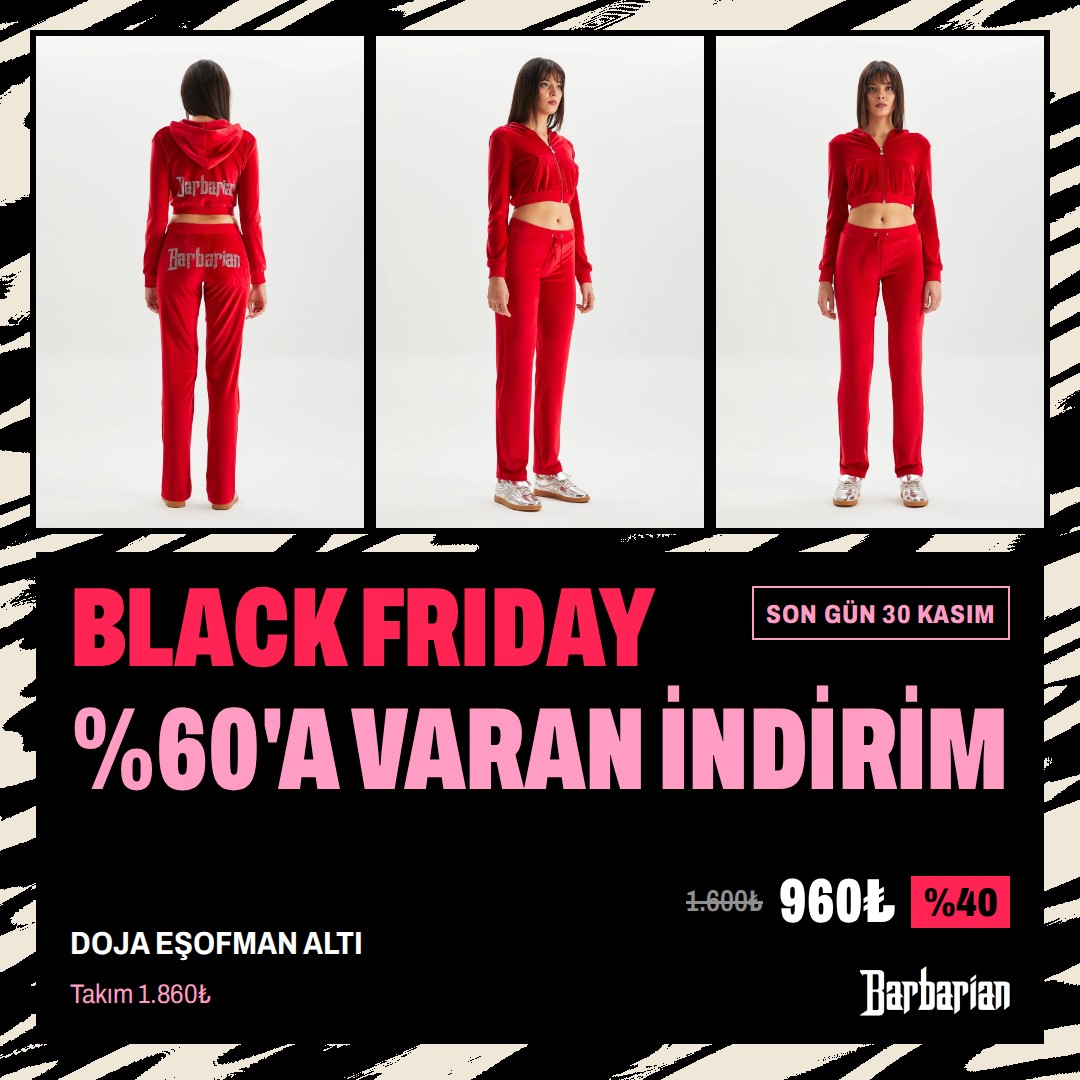 Barbarian
Barbarian
BLACK FRIDAY
SON GÜN 30 KASIM
%60'A VARAN İNDİRİM
1.600₺ 960₺ %40
DOJA EŞOFMAN ALTI
Takım 1.860₺
Barbarian